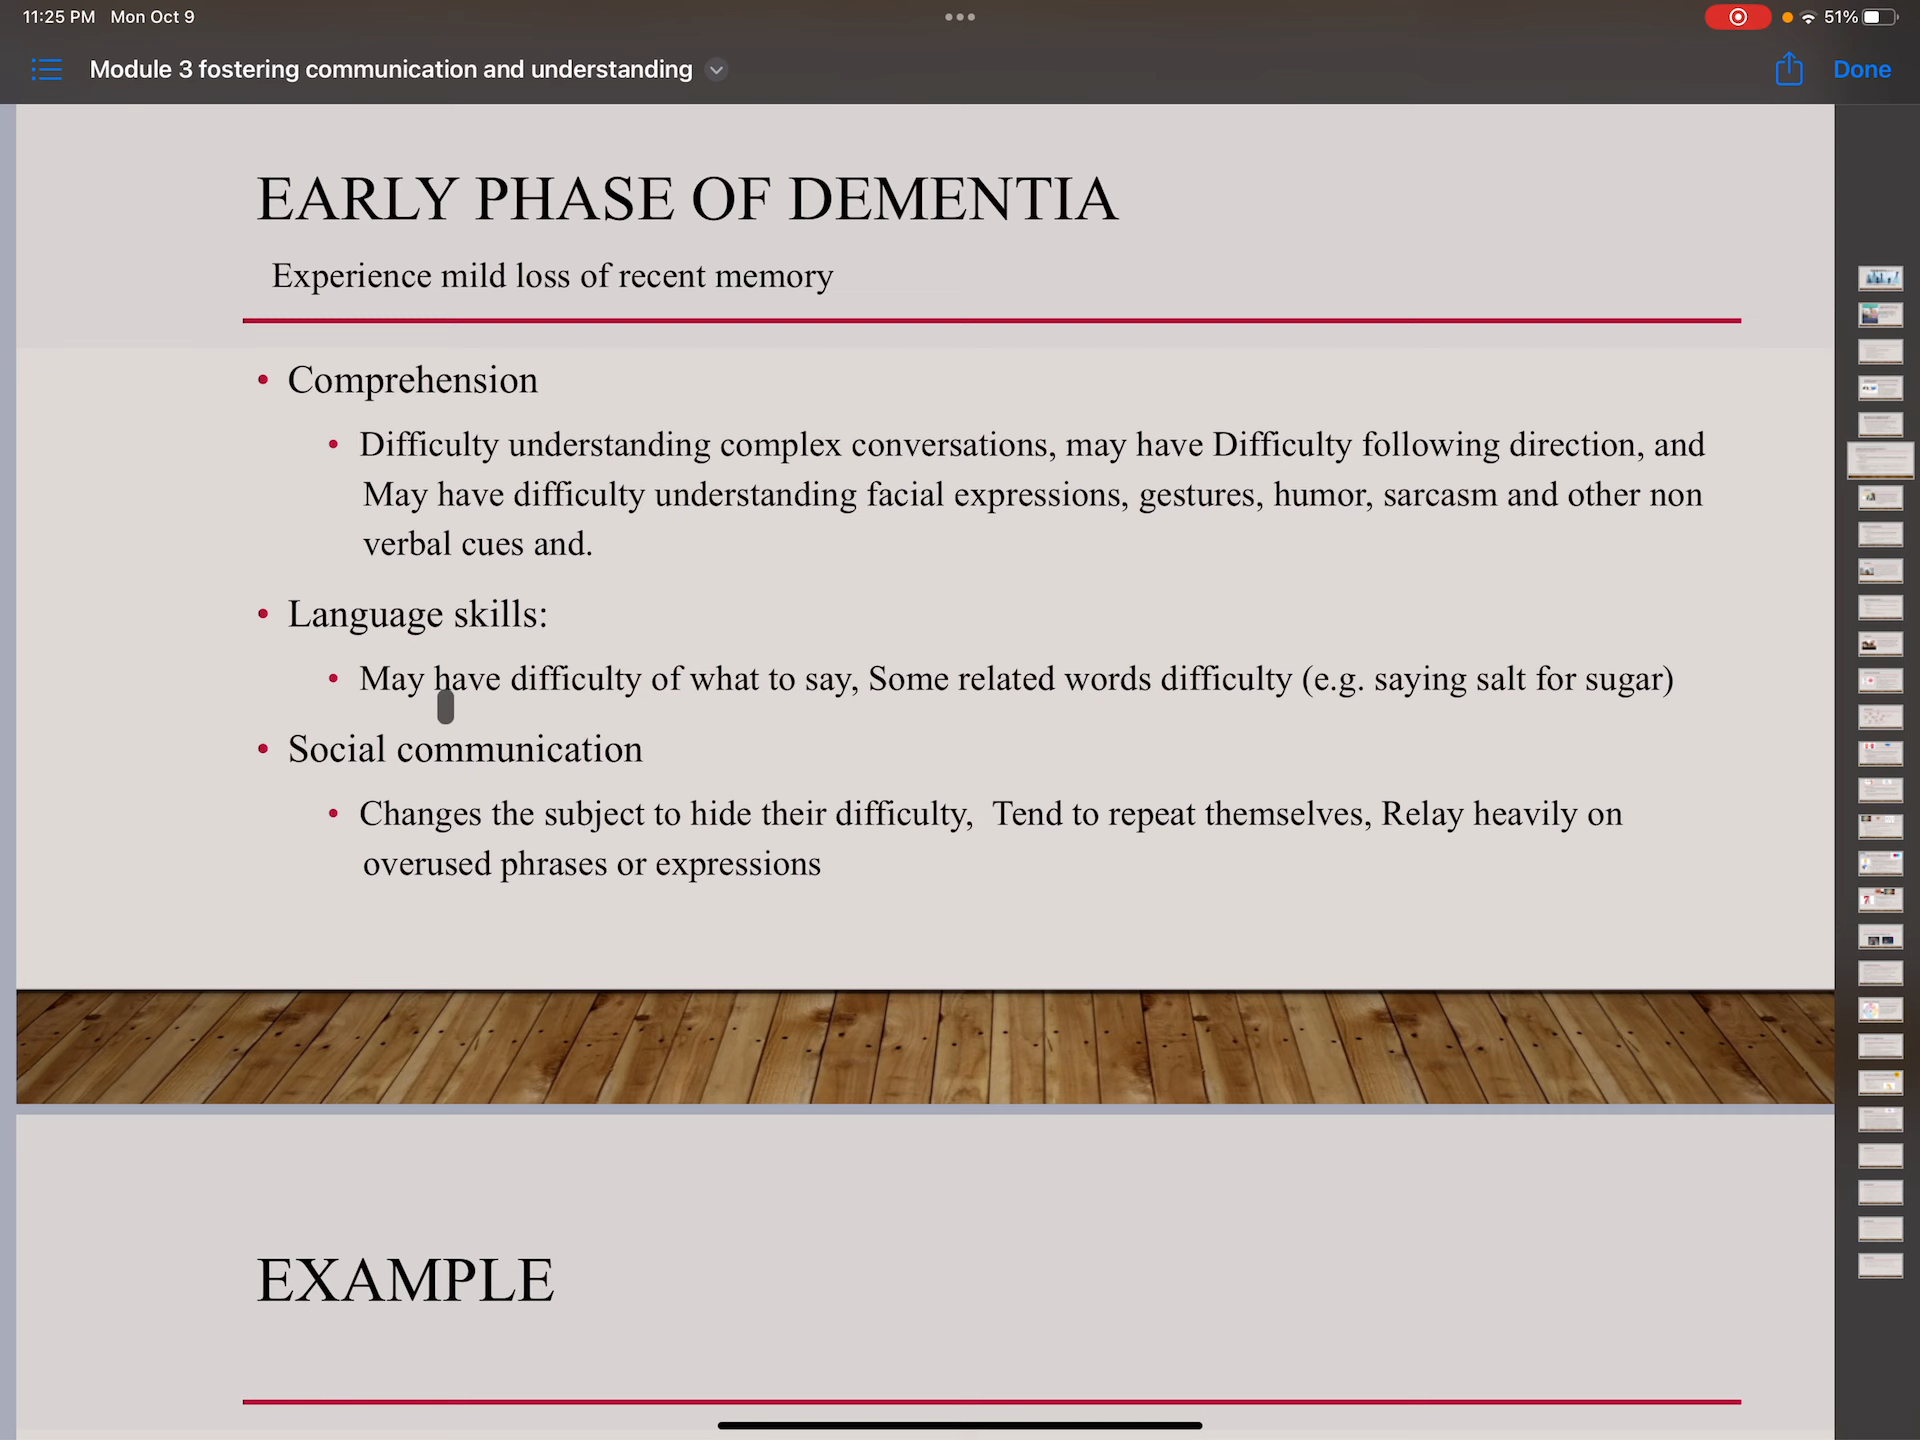 11:25 PM Mon Oct 9
51%
Module 3 fostering communication and understanding
Done
EARLY PHASE OF DEMENTIA
Experience mild loss of recent memory
• Comprehension
• Difficulty understanding complex conversations, may have Difficulty following direction, and
May have difficulty understanding facial expressions, gestures, humor, sarcasm and other non
verbal cues and.
• Language skills:
• May have difficulty of what to say, Some related words difficulty (e.g. saying salt for sugar)
• Social communication
• Changes the subject to hide their difficulty, Tend to repeat themselves, Relay heavily on
overused phrases or expressions
EXAMPLE